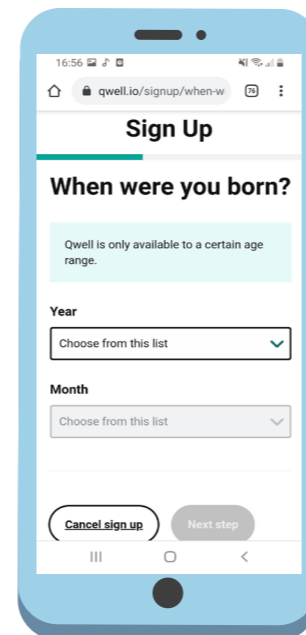 16:56
qwell.io/signup/when-w
76
Sign Up
When were you born?
Qwell is only available to a certain age
range.
Year
Choose from this list
Month
Choose from this list
Cancel sign up
Next step